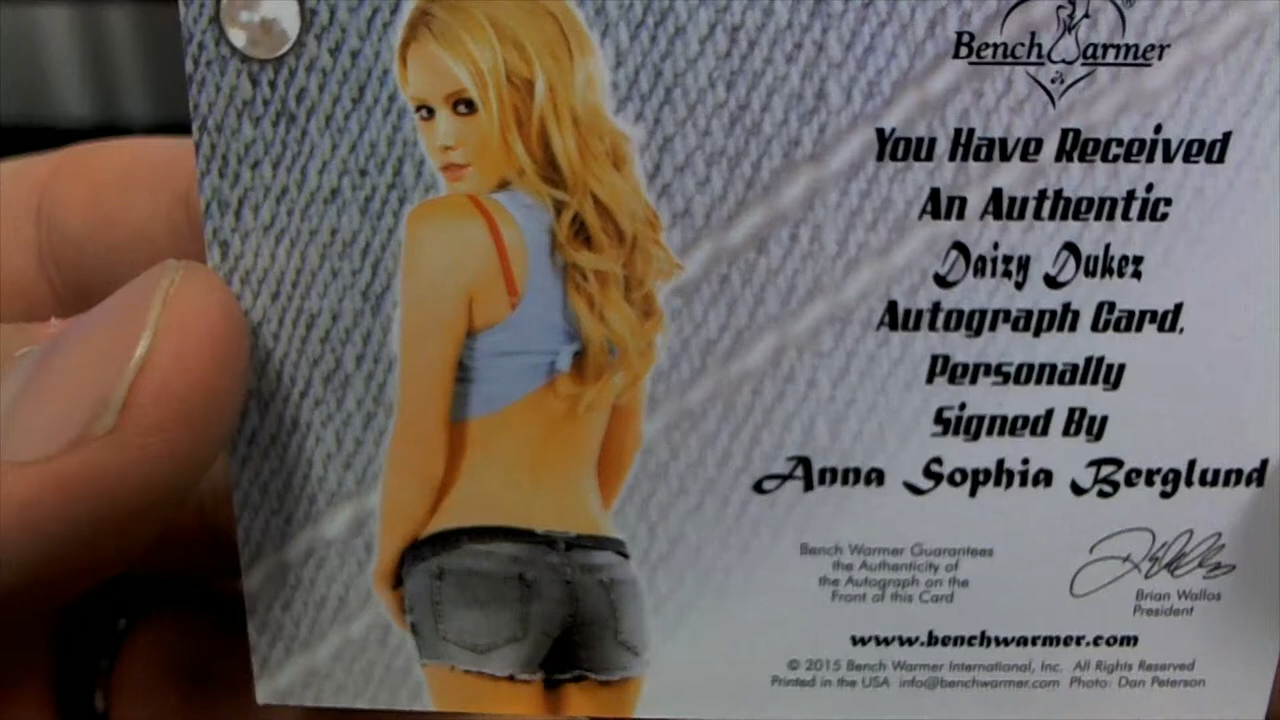 Bench Warmer
®
You Have Received
An Authentic
Daizy Dukez
Autograph Card,
Personally
Signed By
Anna Sophia Berglund
Bench Warmer Guarantees
the Authenticity of
the Autograph on the
Front of this Card
Brian Wallos
President
www.benchwarmer.com
© 2015 Bench Warmer International, Inc. All Rights Reserved
Printed in the USA info@benchwarmer.com Photo: Dan Peterson